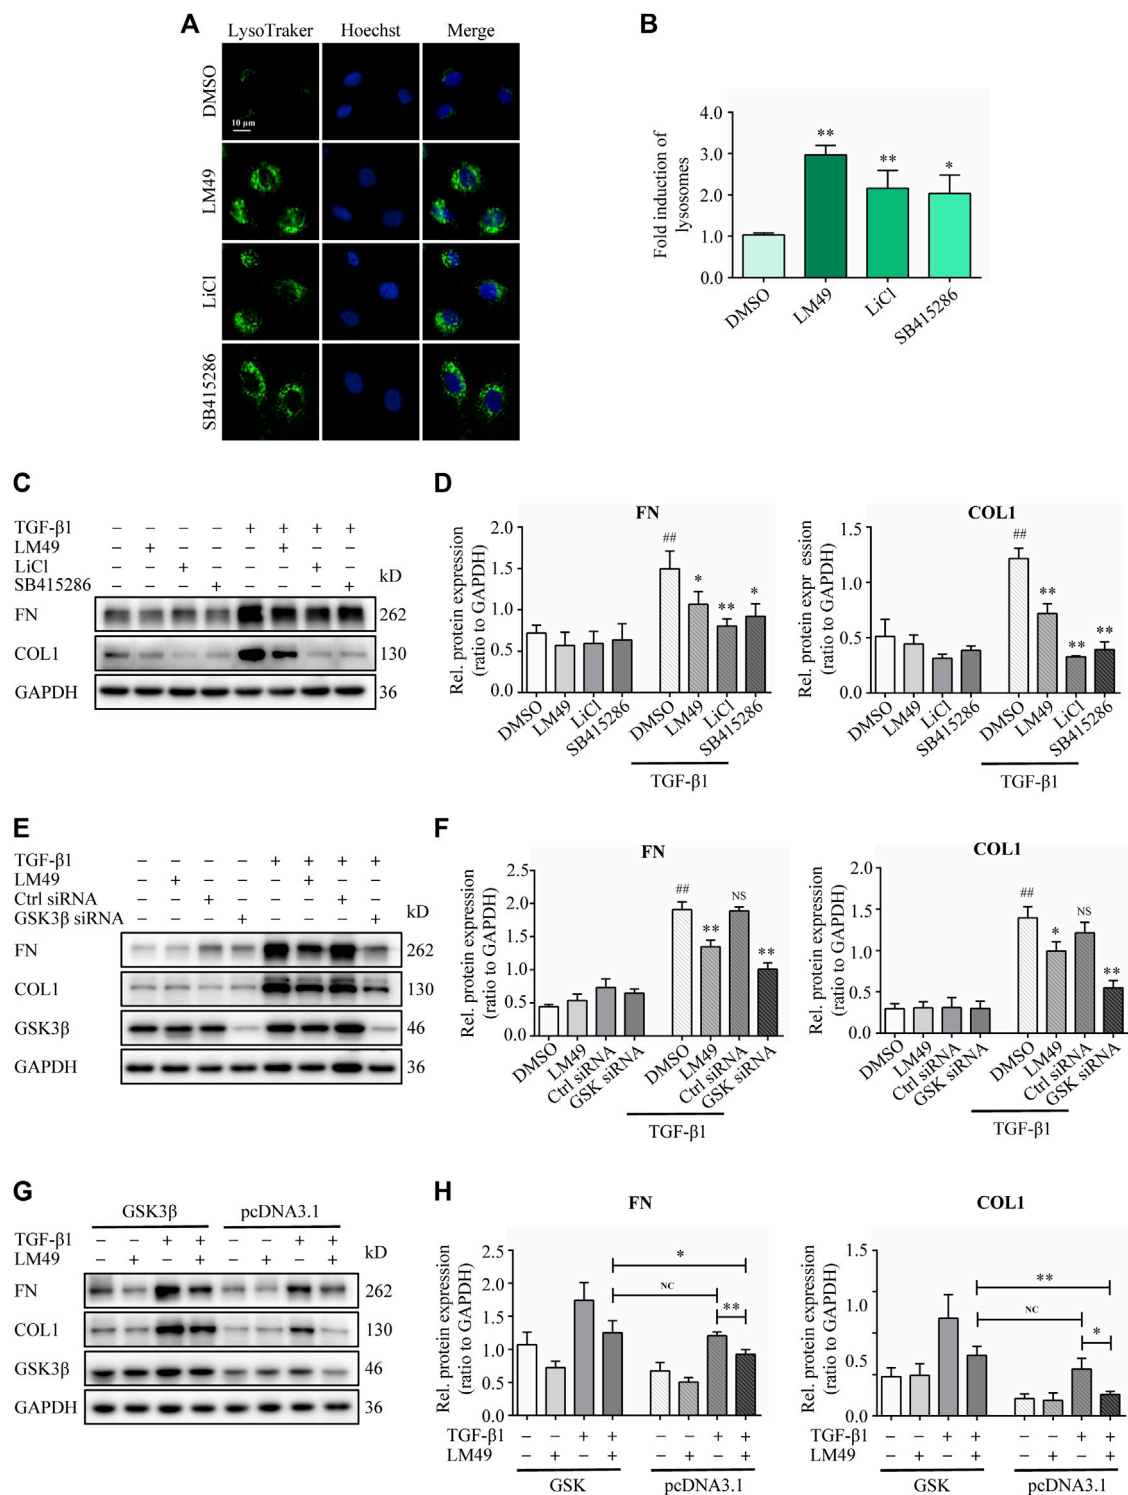 A
LysoTraker Hoechst Merge
DMSO
10 µm
LM49
LiCl
SB415286
B
Fold induction of
lysosomes
4.0
3.0
2.0
1.0
0.0
** ** *
DMSO LM49 LiCl SB415286
C
TGF-β1 – – – – + + + +
LM49 – + – – – + – –
LiCl – – + – – – + –
SB415286 – – – + – – – +
kD
FN 262
COL1 130
GAPDH 36
D
FN
Rel. protein expression
(ratio to GAPDH)
2.0
1.5
1.0
0.5
0.0
## * ** *
DMSO LM49 LiCl SB415286 DMSO LM49 LiCl SB415286
TGF-β1
COL1
Rel. protein expr ession
(ratio to GAPDH)
1.5
1.0
0.5
0.0
## ** ** **
DMSO LM49 LiCl SB415286 DMSO LM49 LiCl SB415286
TGF-β1
E
TGF-β1 – – – – + + + +
LM49 – + – – – + – –
Ctrl siRNA – – + – – – + –
GSK3β siRNA – – – + – – – +
kD
FN 262
COL1 130
GSK3β 46
GAPDH 36
F
FN
Rel. protein expression
(ratio to GAPDH)
2.5
2.0
1.5
1.0
0.5
0.0
## ** NS **
DMSO LM49 Ctrl siRNA GSK siRNA DMSO LM49 Ctrl siRNA GSK siRNA
TGF-β1
COL1
Rel. protein expression
(ratio to GAPDH)
2.0
1.5
1.0
0.5
0.0
## * NS **
DMSO LM49 Ctrl siRNA GSK siRNA DMSO LM49 Ctrl siRNA GSK siRNA
TGF-β1
G
GSK3β pcDNA3.1
TGF-β1 – – + + – – + +
LM49 – + – + – + – +
kD
FN 262
COL1 130
GSK3β 46
GAPDH 36
H
FN
Rel. protein expression
(ratio to GAPDH)
2.5
2.0
1.5
1.0
0.5
0.0
*
NC
**
TGF-β1 – – + + – – + +
LM49 – + – + – + – +
GSK pcDNA3.1
COL1
Rel. protein expression
(ratio to GAPDH)
1.5
1.0
0.5
0.0
**
NC
*
TGF-β1 – – + + – – + +
LM49 – + – + – + – +
GSK pcDNA3.1